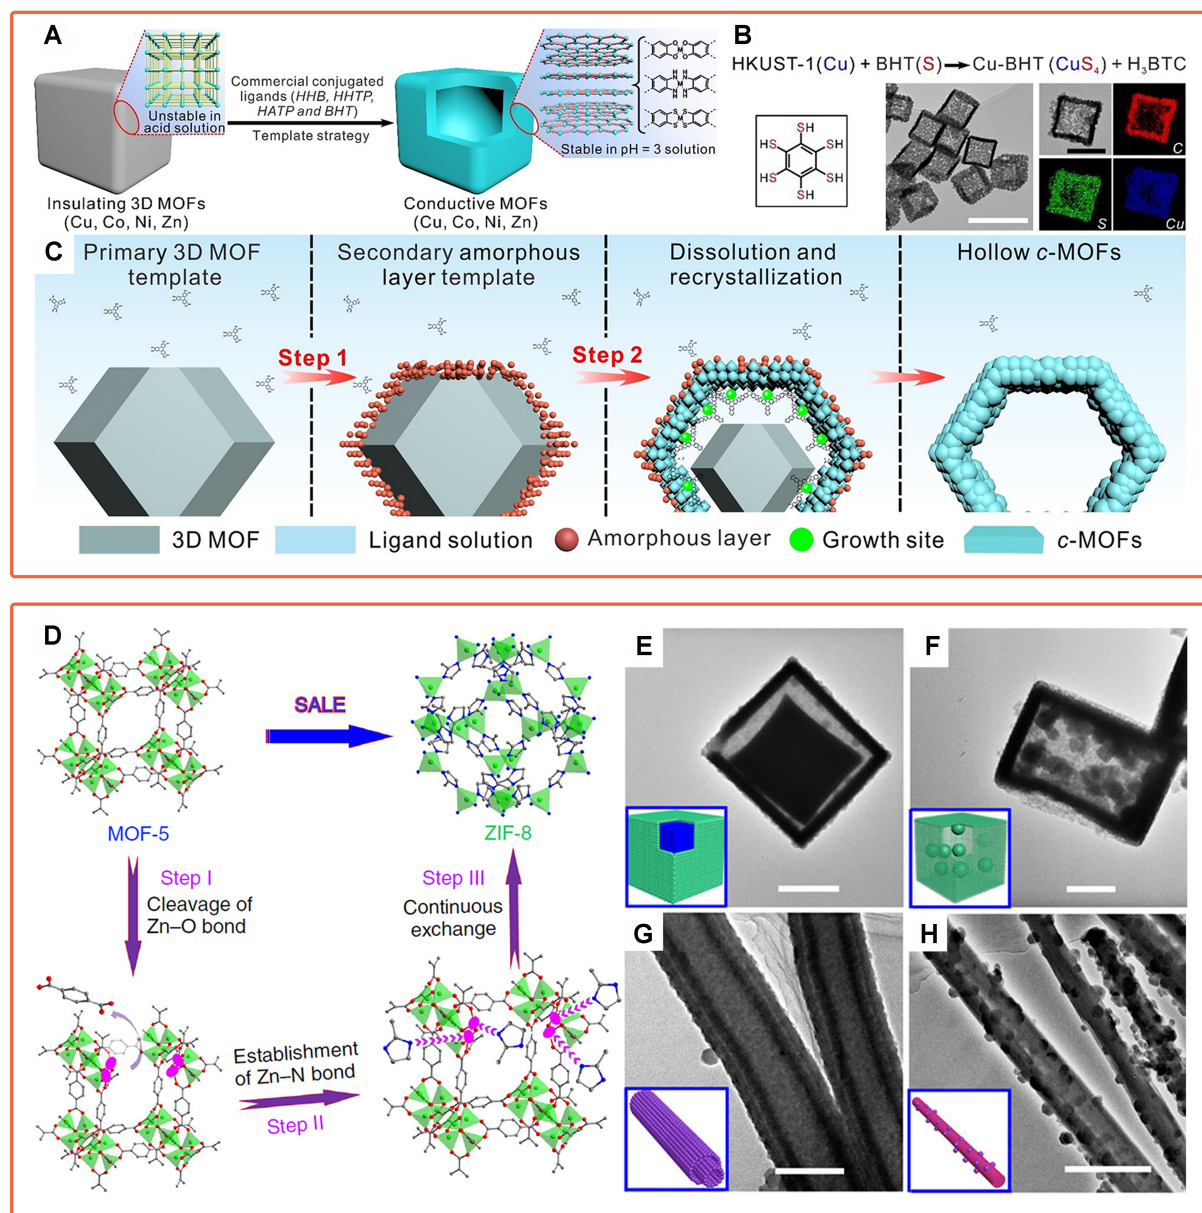 A
Unstable in
acid solution
Commercial conjugated
ligands (HHB, HHTP,
HATP and BHT)
Template strategy
Stable in pH = 3 solution
Insulating 3D MOFs
(Cu, Co, Ni, Zn)
Conductive MOFs
(Cu, Co, Ni, Zn)
B
HKUST-1(Cu) + BHT(S) → Cu-BHT (CuS₄) + H₃BTC
SH
SH SH
SH SH
SH
C
S
Cu
C
Primary 3D MOF
template
Secondary amorphous
layer template
Dissolution and
recrystallization
Hollow c-MOFs
Step 1
Step 2
3D MOF
Ligand solution
Amorphous layer
Growth site
c-MOFs
D
SALE
MOF-5
ZIF-8
Step I
Cleavage of
Zn–O bond
Step III
Continuous
exchange
Establishment
of Zn–N bond
Step II
E
F
G
H